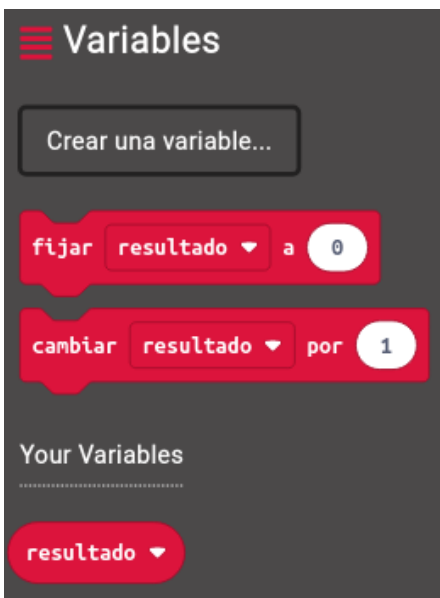 Variables
Crear una variable...
fijar resultado a 0
cambiar resultado por 1
Your Variables
resultado